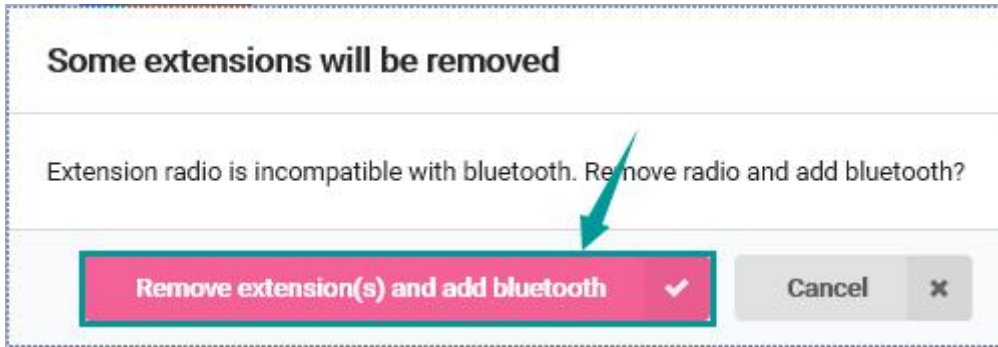 Some extensions will be removed
Extension radio is incompatible with bluetooth. Remove radio and add bluetooth?
Remove extension(s) and add bluetooth
Cancel